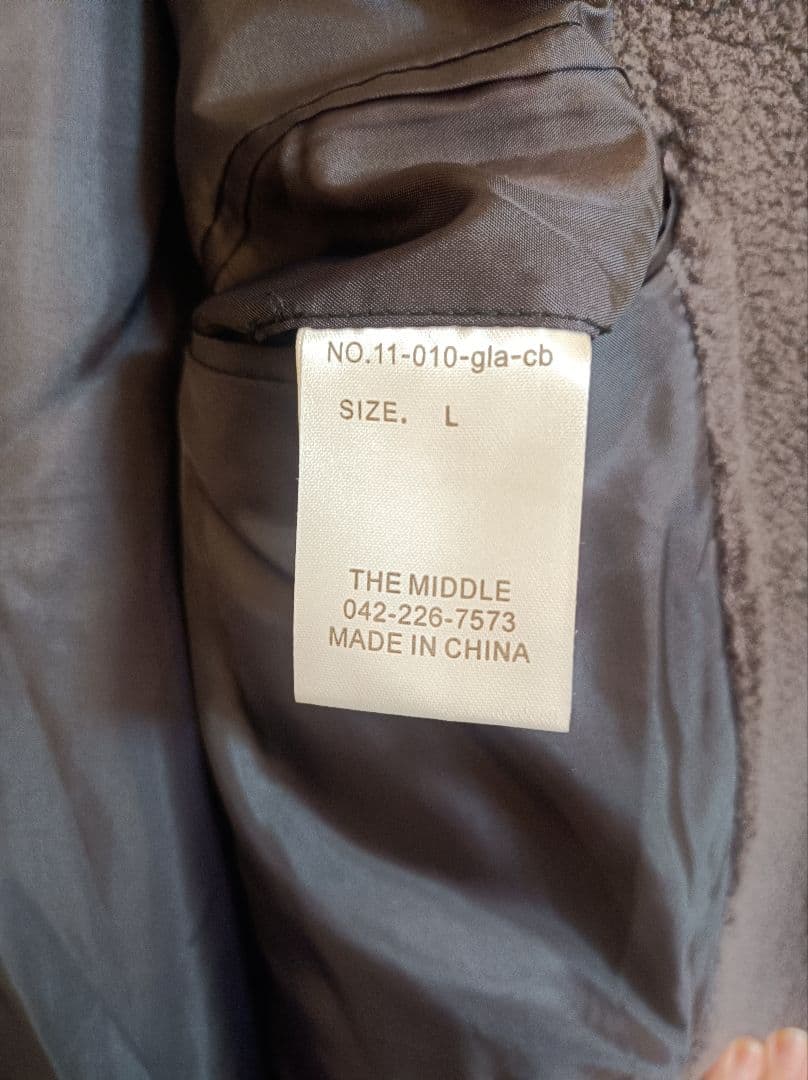 NO.11-010-gla-cb
SIZE. L
THE MIDDLE
042-226-7573
MADE IN CHINA